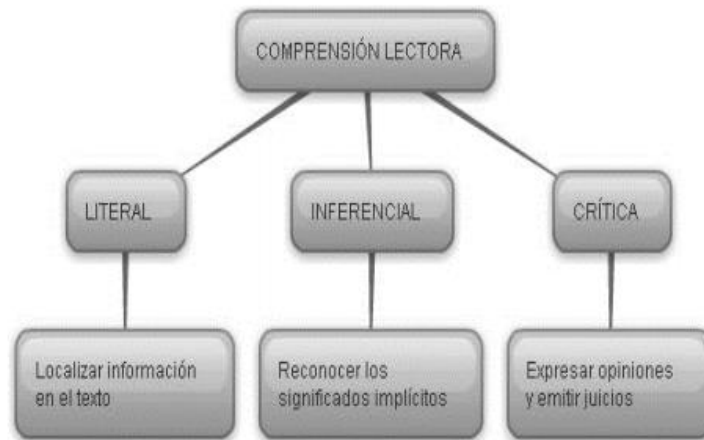 COMPRENSIÓN LECTORA
LITERAL
INFERENCIAL
CRÍTICA
Localizar información
en el texto
Reconocer los
significados implícitos
Expresar opiniones
y emitir juicios